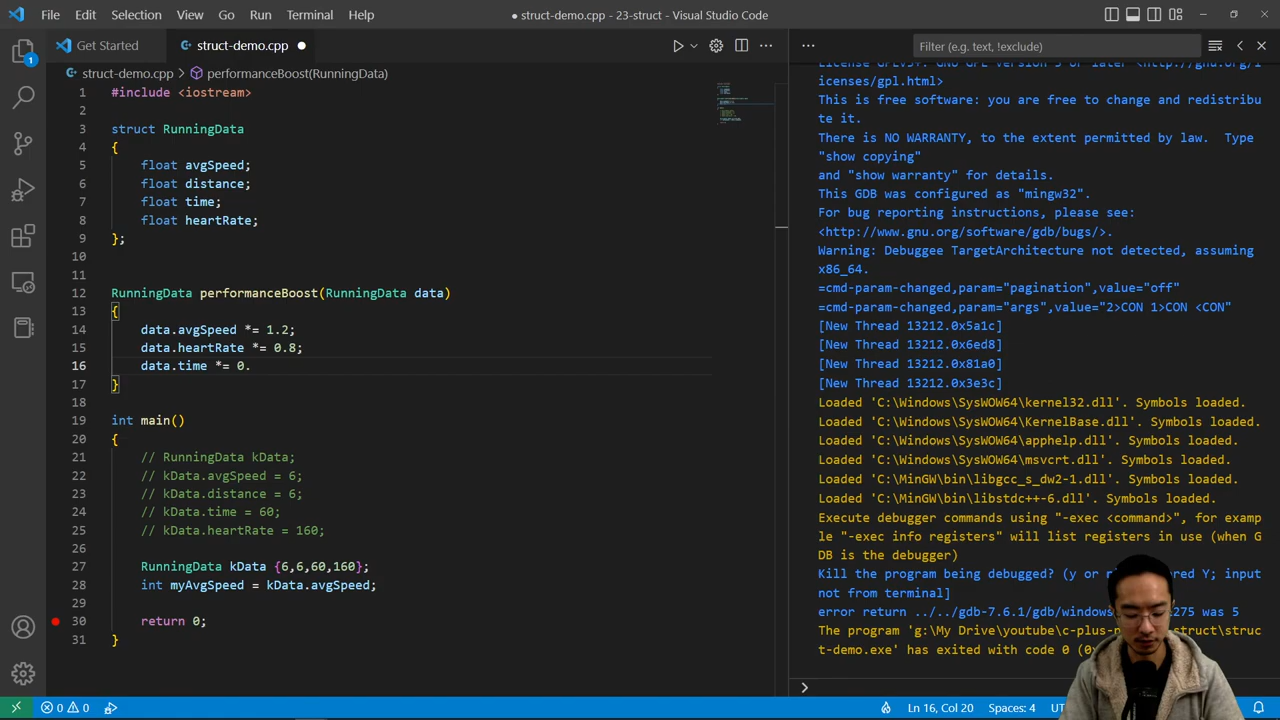 File Edit Selection View Go Run Terminal Help
● struct-demo.cpp - 23-struct - Visual Studio Code
Get Started
struct-demo.cpp ●
Filter (e.g. text, !exclude)
1
struct-demo.cpp > performanceBoost(RunningData)
1 #include <iostream>
2
3 struct RunningData
4 {
5 float avgSpeed;
6 float distance;
7 float time;
8 float heartRate;
9 };
10
11
12 RunningData performanceBoost(RunningData data)
13 {
14 data.avgSpeed *= 1.2;
15 data.heartRate *= 0.8;
16 data.time *= 0.
17 }
18
19 int main()
20 {
21 // RunningData kData;
22 // kData.avgSpeed = 6;
23 // kData.distance = 6;
24 // kData.time = 60;
25 // kData.heartRate = 160;
26
27 RunningData kData {6,6,60,160};
28 int myAvgSpeed = kData.avgSpeed;
29
30 return 0;
31 }
License GPLv3+: GNU GPL version 3 or later <http://gnu.org/l
icenses/gpl.html>
This is free software: you are free to change and redistribu
te it.
There is NO WARRANTY, to the extent permitted by law. Type
"show copying"
and "show warranty" for details.
This GDB was configured as "mingw32".
For bug reporting instructions, please see:
<http://www.gnu.org/software/gdb/bugs/>.
Warning: Debuggee TargetArchitecture not detected, assuming
x86_64.
=cmd-param-changed,param="pagination",value="off"
=cmd-param-changed,param="args",value="2>CON 1>CON <CON"
[New Thread 13212.0x5a1c]
[New Thread 13212.0x6ed8]
[New Thread 13212.0x81a0]
[New Thread 13212.0x3e3c]
Loaded 'C:\Windows\SysWOW64\kernel32.dll'. Symbols loaded.
Loaded 'C:\Windows\SysWOW64\KernelBase.dll'. Symbols loaded.
Loaded 'C:\Windows\SysWOW64\apphelp.dll'. Symbols loaded.
Loaded 'C:\Windows\SysWOW64\msvcrt.dll'. Symbols loaded.
Loaded 'C:\MinGW\bin\libgcc_s_dw2-1.dll'. Symbols loaded.
Loaded 'C:\MinGW\bin\libstdc++-6.dll'. Symbols loaded.
Execute debugger commands using "-exec <command>", for examp
le "-exec info registers" will list registers in use (when G
DB is the debugger)
Kill the program being debugged? (y or red Y; input
not from terminal]
error return ../../gdb-7.6.1/gdb/windows 275 was 5
The program 'g:\My Drive\youtube\c-plus- struct\struc
t-demo.exe' has exited with code 0 (0
0 0
Ln 16, Col 20 Spaces: 4